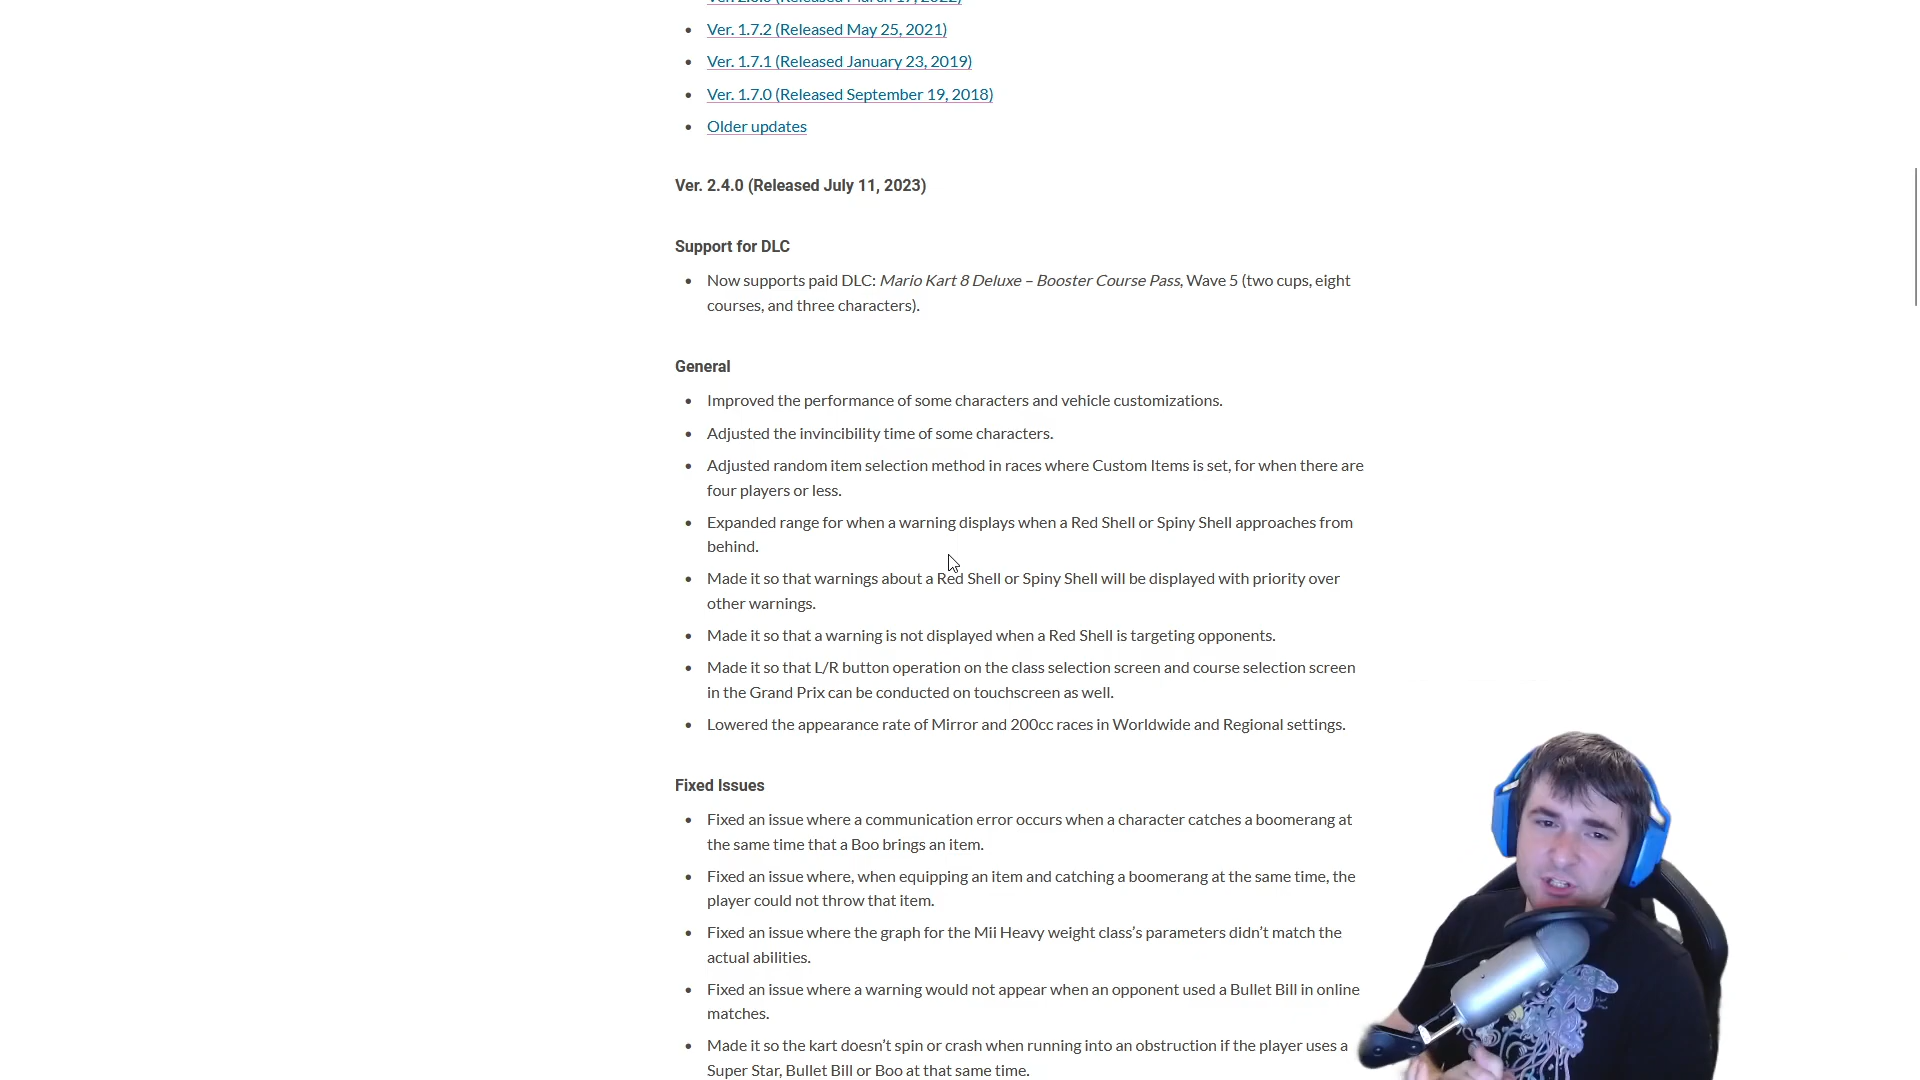 Ver. 1.7.2 (Released May 25, 2021)
Ver. 1.7.1 (Released January 23, 2019)
Ver. 1.7.0 (Released September 19, 2018)
Older updates
Ver. 2.4.0 (Released July 11, 2023)
Support for DLC
Now supports paid DLC: Mario Kart 8 Deluxe – Booster Course Pass, Wave 5 (two cups, eight
courses, and three characters).
General
Improved the performance of some characters and vehicle customizations.
Adjusted the invincibility time of some characters.
Adjusted random item selection method in races where Custom Items is set, for when there are
four players or less.
Expanded range for when a warning displays when a Red Shell or Spiny Shell approaches from
behind.
Made it so that warnings about a Red Shell or Spiny Shell will be displayed with priority over
other warnings.
Made it so that a warning is not displayed when a Red Shell is targeting opponents.
Made it so that L/R button operation on the class selection screen and course selection screen
in the Grand Prix can be conducted on touchscreen as well.
Lowered the appearance rate of Mirror and 200cc races in Worldwide and Regional settings.
Fixed Issues
Fixed an issue where a communication error occurs when a character catches a boomerang at
the same time that a Boo brings an item.
Fixed an issue where, when equipping an item and catching a boomerang at the same time, the
player could not throw that item.
Fixed an issue where the graph for the Mii Heavy weight class’s parameters didn’t match the
actual abilities.
Fixed an issue where a warning would not appear when an opponent used a Bullet Bill in online
matches.
Made it so the kart doesn’t spin or crash when running into an obstruction if the player uses a
Super Star, Bullet Bill or Boo at that same time.